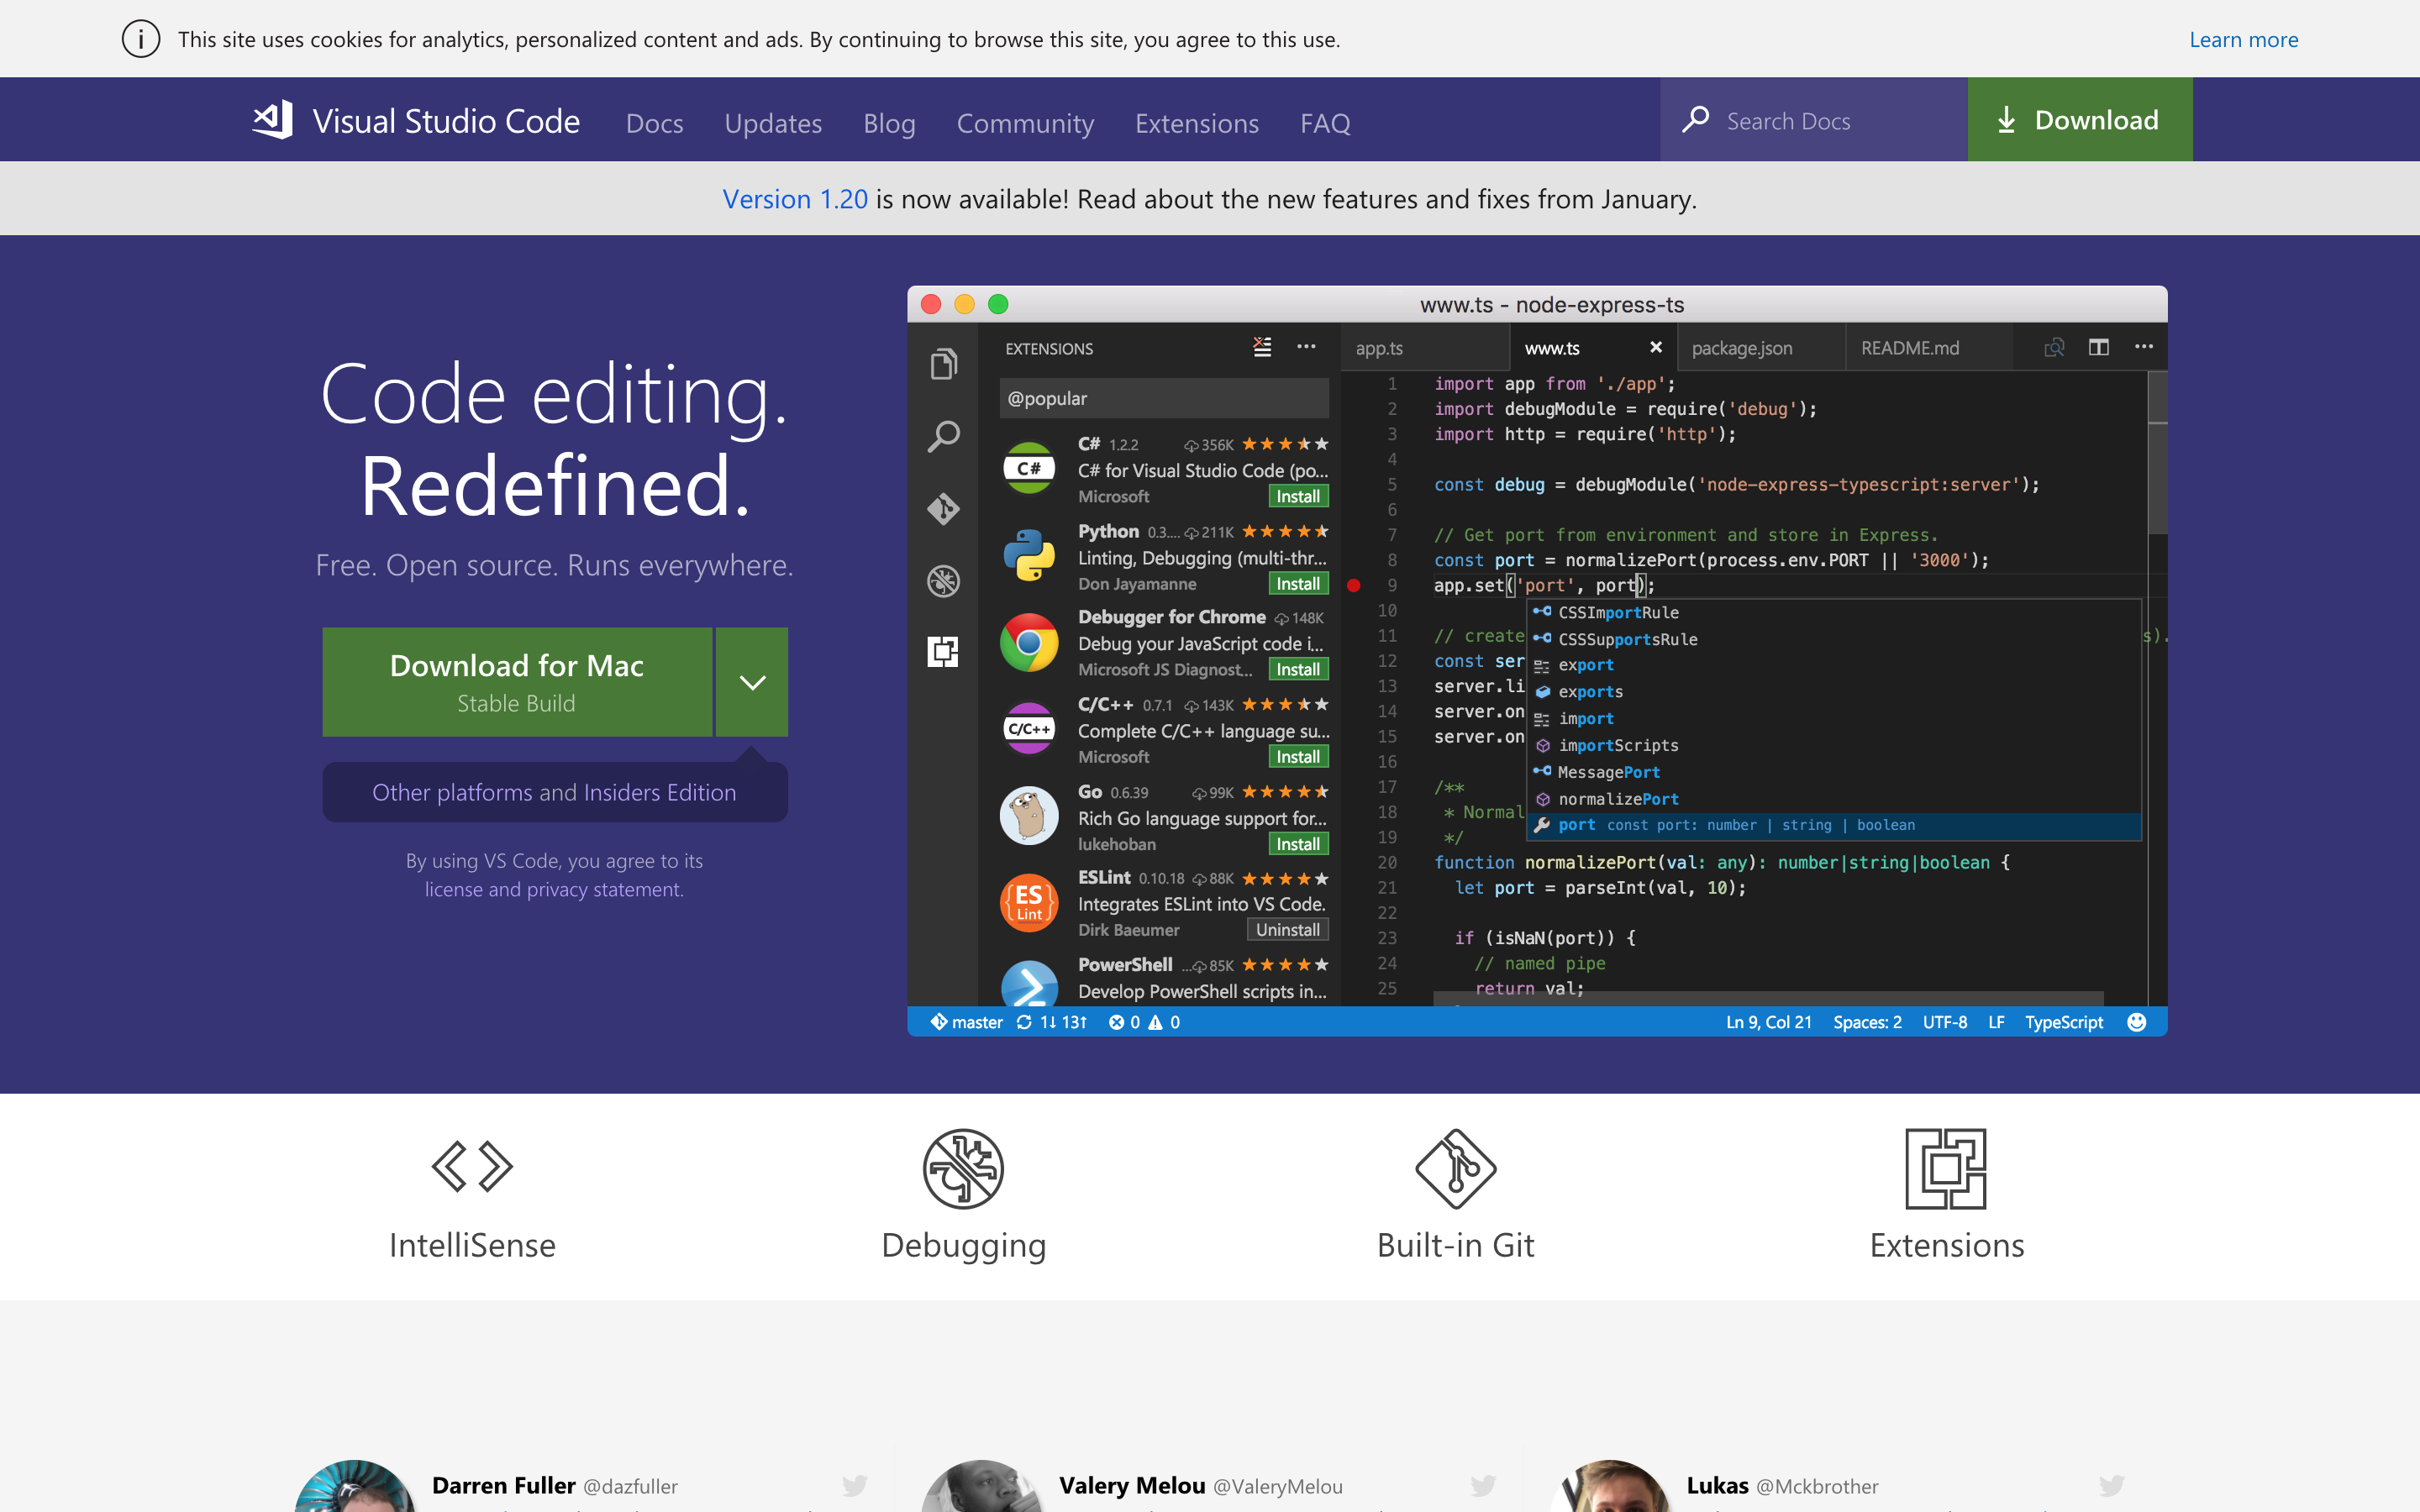 This site uses cookies for analytics, personalized content and ads. By continuing to browse this site, you agree to this use.
Learn more
Visual Studio Code
Docs
Updates
Blog
Community
Extensions
FAQ
Search Docs
Download
Version 1.20 is now available! Read about the new features and fixes from January.
Code editing.
Redefined.
Free. Open source. Runs everywhere.
Download for Mac
Stable Build
Other platforms and Insiders Edition
By using VS Code, you agree to its
license and privacy statement.
www.ts - node-express-ts
EXTENSIONS
@popular
C#
C# 1.2.2 356K
C# for Visual Studio Code (po...
Microsoft Install
Python 0.3.... 211K
Linting, Debugging (multi-thr...
Don Jayamanne Install
Debugger for Chrome 148K
Debug your JavaScript code i...
Microsoft JS Diagnost... Install
C/C++
C/C++ 0.7.1 143K
Complete C/C++ language su...
Microsoft Install
Go 0.6.39 99K
Rich Go language support for...
lukehoban Install
ES
Lint
ESLint 0.10.18 88K
Integrates ESLint into VS Code.
Dirk Baeumer Uninstall
PowerShell ... 85K
Develop PowerShell scripts in...
app.ts
www.ts
package.json
README.md
1 import app from './app';
2 import debugModule = require('debug');
3 import http = require('http');
4
5 const debug = debugModule('node-express-typescript:server');
6
7 // Get port from environment and store in Express.
8 const port = normalizePort(process.env.PORT || '3000');
9 app.set('port', port);
10
11 // create s).
12 const ser
13 server.li
14 server.on
15 server.on
16
17 /**
18 * Normal
19 */
20 function normalizePort(val: any): number|string|boolean {
21 let port = parseInt(val, 10);
22
23 if (isNaN(port)) {
24 // named pipe
25 return val;
CSSImportRule
CSSSupportsRule
export
exports
import
importScripts
MessagePort
normalizePort
port const port: number | string | boolean
master 1↓ 13↑ 0 0
Ln 9, Col 21 Spaces: 2 UTF-8 LF TypeScript
IntelliSense
Debugging
Built-in Git
Extensions
Darren Fuller @dazfuller
Valery Melou @ValeryMelou
Lukas @Mckbrother